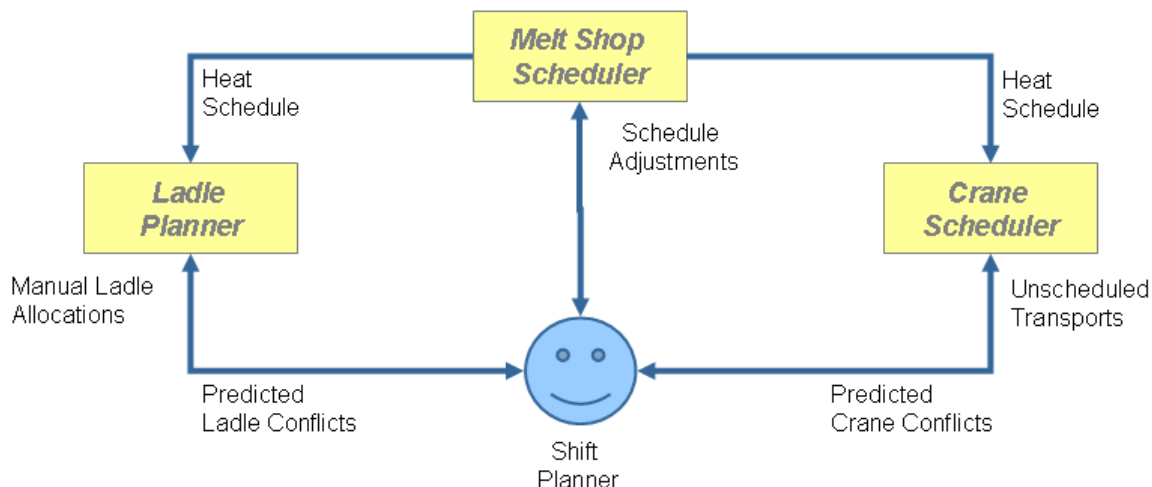 Melt Shop
Scheduler
Heat
Schedule
Heat
Schedule
Schedule
Adjustments
Ladle
Planner
Crane
Scheduler
Manual Ladle
Allocations
Unscheduled
Transports
Predicted
Ladle Conflicts
Predicted
Crane Conflicts
Shift
Planner